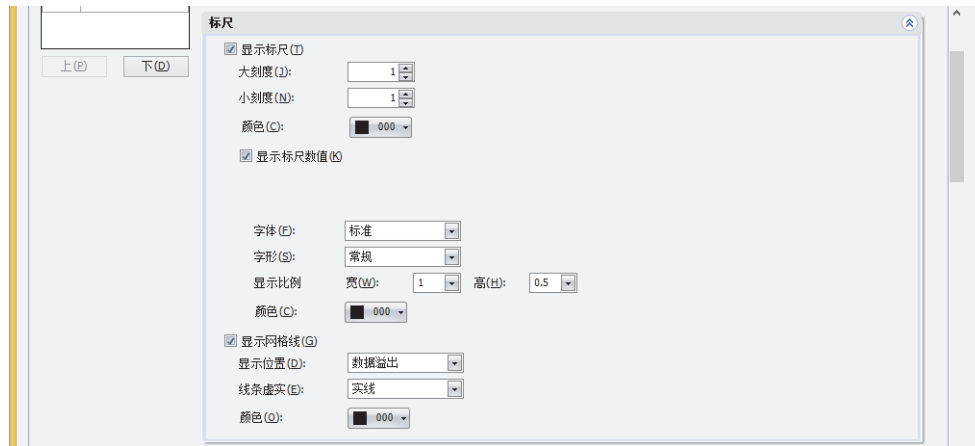 标尺
上(P) 下(D)
显示标尺(T)
大刻度(J): 1
小刻度(N): 1
颜色(C): 000
显示标尺数值(K)
字体(F): 标准
字形(S): 常规
显示比例 宽(W): 1 高(H): 0.5
颜色(C): 000
显示网格线(G)
显示位置(D): 数据溢出
线条虚实(E): 实线
颜色(O): 000